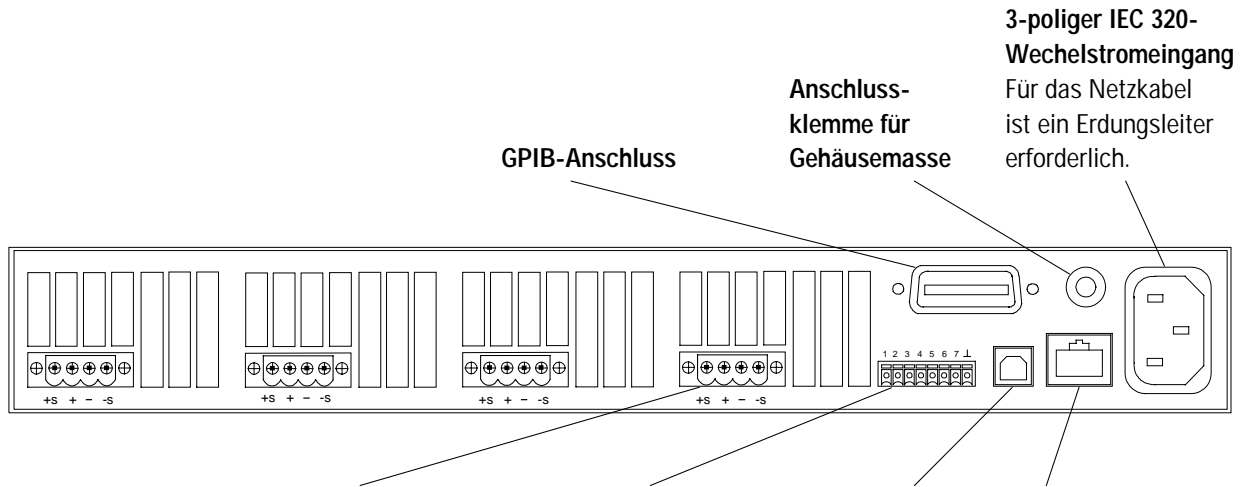 3-poliger IEC 320-
Wechelstromeingang
Für das Netzkabel
ist ein Erdungsleiter
erforderlich.
Anschluss-
klemme für
Gehäusemasse
GPIB-Anschluss
1 2 3 4 5 6 7 ⊥
+s + – -s
+s + – -s
+s + – -s
+s + – -s